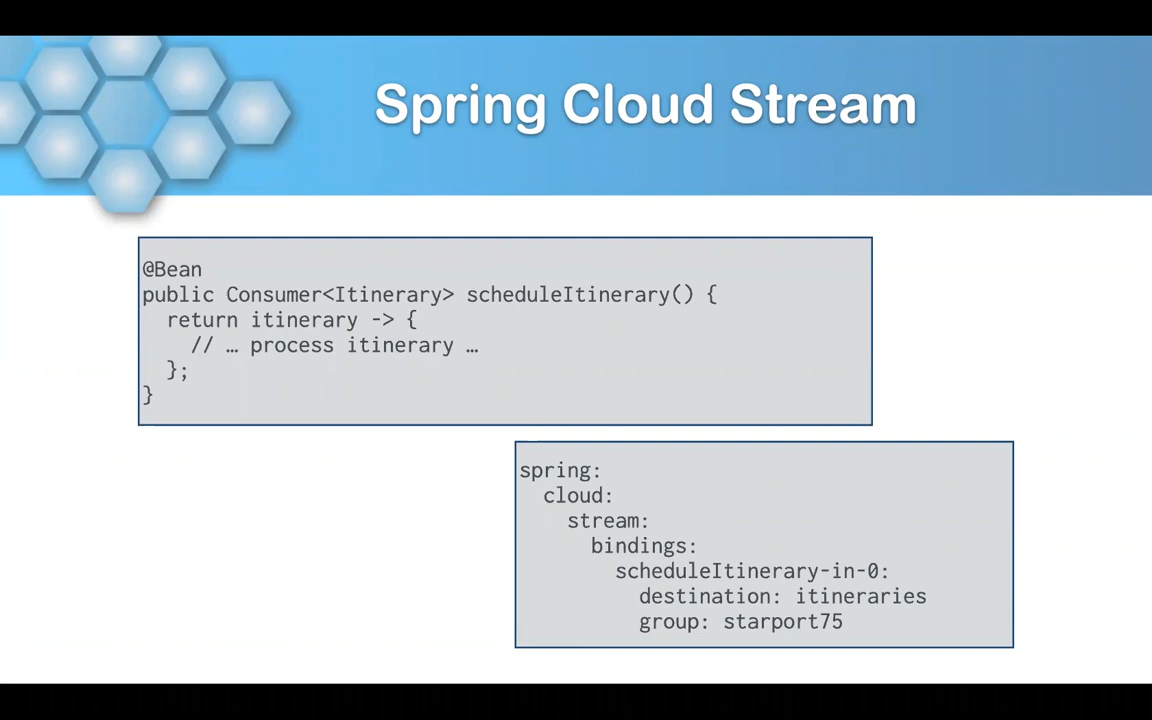 Spring Cloud Stream
@Bean
public Consumer<Itinerary> scheduleItinerary() {
  return itinerary -> {
    // … process itinerary …
  };
}
spring:
  cloud:
    stream:
      bindings:
        scheduleItinerary-in-0:
          destination: itineraries
          group: starport75